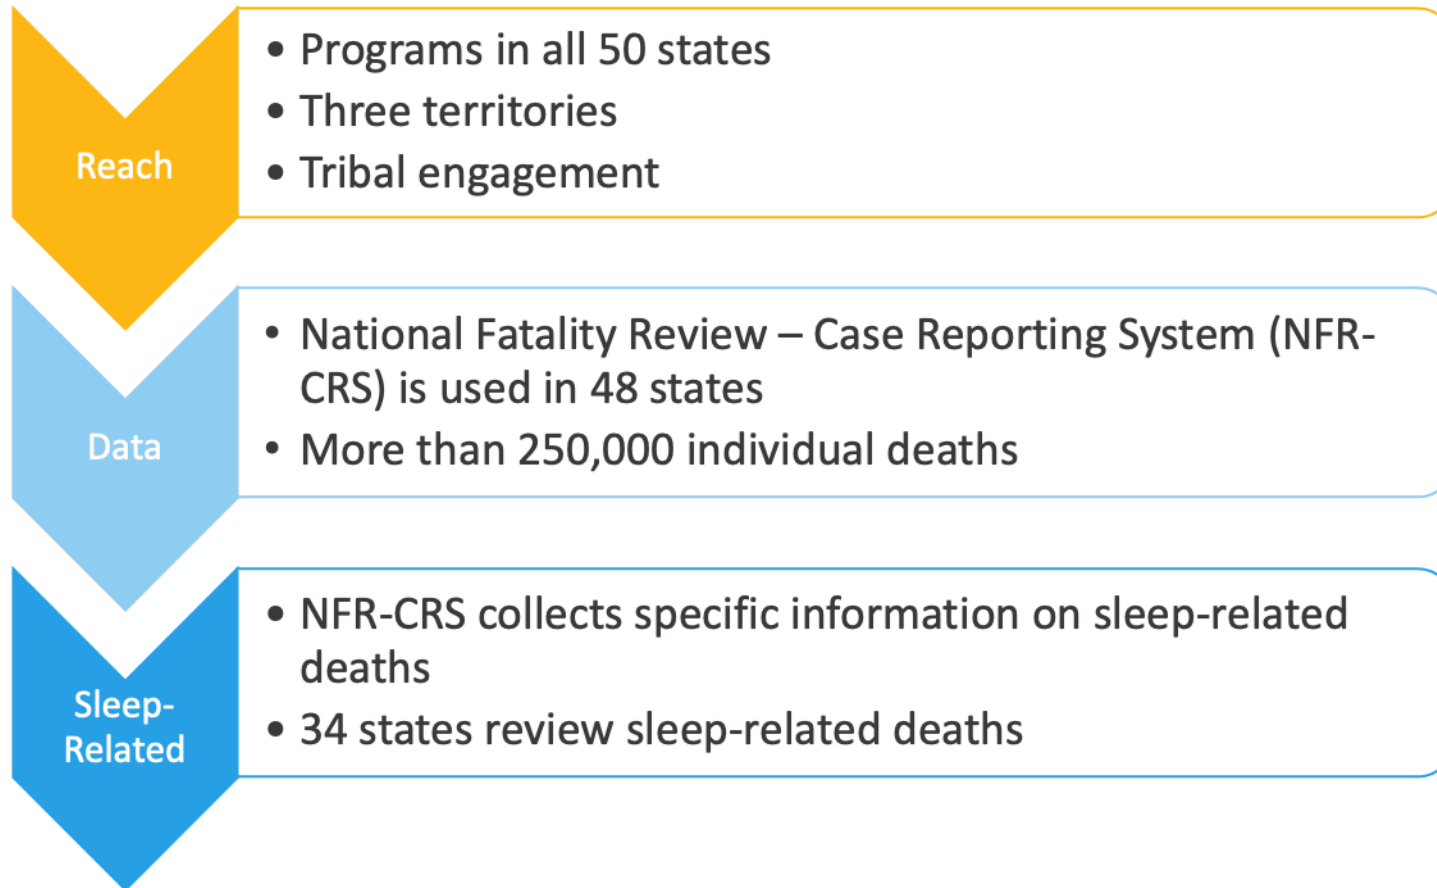 Reach
• Programs in all 50 states
• Three territories
• Tribal engagement
Data
• National Fatality Review – Case Reporting System (NFR-
CRS) is used in 48 states
• More than 250,000 individual deaths
Sleep-
Related
• NFR-CRS collects specific information on sleep-related
deaths
• 34 states review sleep-related deaths